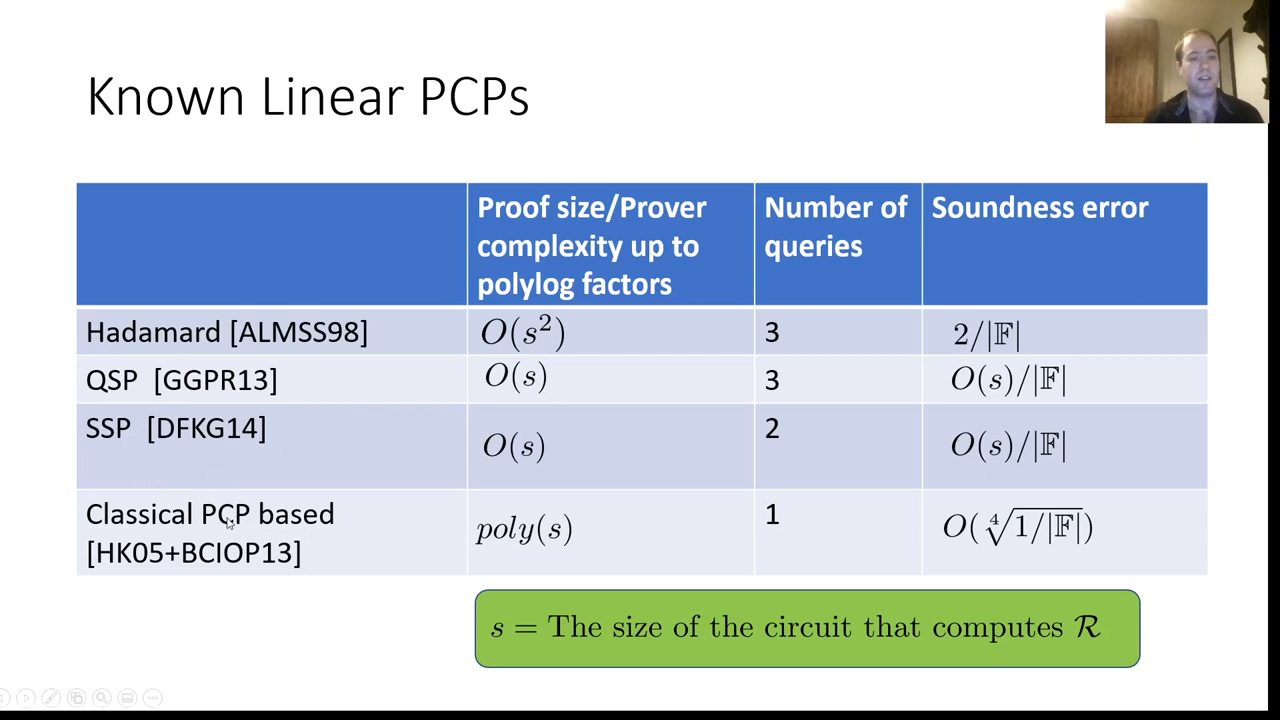 Known Linear PCPs
Proof size/Prover
complexity up to
polylog factors
Number of
queries
Soundness error
Hadamard [ALMSS98]
O(s²)
3
2/|𝔽|
QSP [GGPR13]
O(s)
3
O(s)/|𝔽|
SSP [DFKG14]
O(s)
2
O(s)/|𝔽|
Classical PCP based
[HK05+BCIOP13]
poly(s)
1
O(∜1/|𝔽|)
s = The size of the circuit that computes ℛ